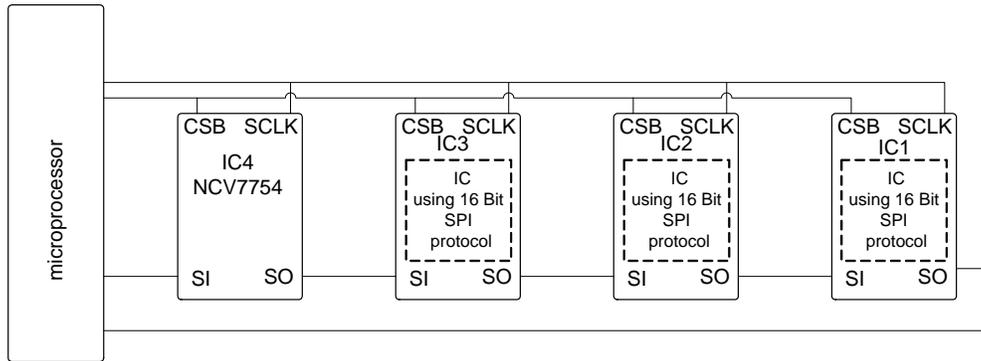 microprocessor
CSB SCLK
IC4
NCV7754
SI SO
CSB SCLK
IC3
IC
using 16 Bit
SPI
protocol
SI SO
CSB SCLK
IC2
IC
using 16 Bit
SPI
protocol
SI SO
CSB SCLK
IC1
IC
using 16 Bit
SPI
protocol
SI SO